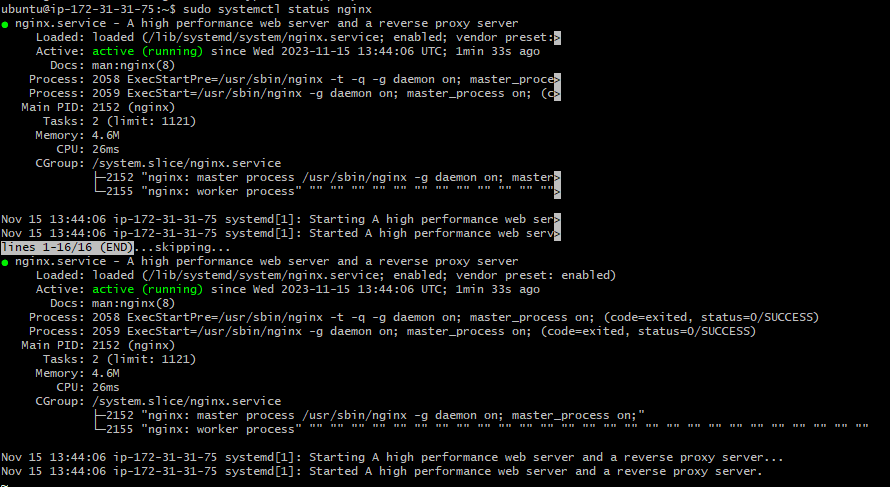 ubuntu@ip-172-31-31-75:~$ sudo systemctl status nginx
● nginx.service - A high performance web server and a reverse proxy server
     Loaded: loaded (/lib/systemd/system/nginx.service; enabled; vendor preset:>
     Active: active (running) since Wed 2023-11-15 13:44:06 UTC; 1min 33s ago
       Docs: man:nginx(8)
    Process: 2058 ExecStartPre=/usr/sbin/nginx -t -q -g daemon on; master_proce>
    Process: 2059 ExecStart=/usr/sbin/nginx -g daemon on; master_process on; (c>
   Main PID: 2152 (nginx)
      Tasks: 2 (limit: 1121)
     Memory: 4.6M
        CPU: 26ms
     CGroup: /system.slice/nginx.service
             ├─2152 "nginx: master process /usr/sbin/nginx -g daemon on; master>
             └─2155 "nginx: worker process" "" "" "" "" "" "" "" "" "" "" "" "">

Nov 15 13:44:06 ip-172-31-31-75 systemd[1]: Starting A high performance web ser>
Nov 15 13:44:06 ip-172-31-31-75 systemd[1]: Started A high performance web serv>
lines 1-16/16 (END)...skipping...
● nginx.service - A high performance web server and a reverse proxy server
     Loaded: loaded (/lib/systemd/system/nginx.service; enabled; vendor preset: enabled)
     Active: active (running) since Wed 2023-11-15 13:44:06 UTC; 1min 33s ago
       Docs: man:nginx(8)
    Process: 2058 ExecStartPre=/usr/sbin/nginx -t -q -g daemon on; master_process on; (code=exited, status=0/SUCCESS)
    Process: 2059 ExecStart=/usr/sbin/nginx -g daemon on; master_process on; (code=exited, status=0/SUCCESS)
   Main PID: 2152 (nginx)
      Tasks: 2 (limit: 1121)
     Memory: 4.6M
        CPU: 26ms
     CGroup: /system.slice/nginx.service
             ├─2152 "nginx: master process /usr/sbin/nginx -g daemon on; master_process on;"
             └─2155 "nginx: worker process" "" "" "" "" "" "" "" "" "" "" "" "" "" "" "" "" "" "" "" "" "" "" "" "" "" "" ""

Nov 15 13:44:06 ip-172-31-31-75 systemd[1]: Starting A high performance web server and a reverse proxy server...
Nov 15 13:44:06 ip-172-31-31-75 systemd[1]: Started A high performance web server and a reverse proxy server.
~